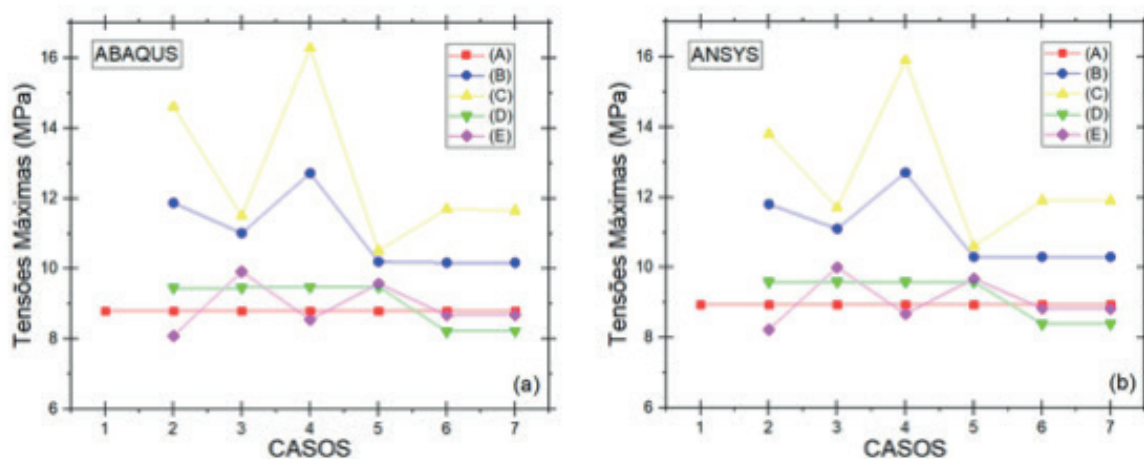 ABAQUS
(A)
(B)
(C)
(D)
(E)
Tensões Máximas (MPa)
16
14
12
10
8
6
1 2 3 4 5 6 7
CASOS
(a)
ANSYS
(A)
(B)
(C)
(D)
(E)
Tensões Máximas (MPa)
16
14
12
10
8
6
1 2 3 4 5 6 7
CASOS
(b)